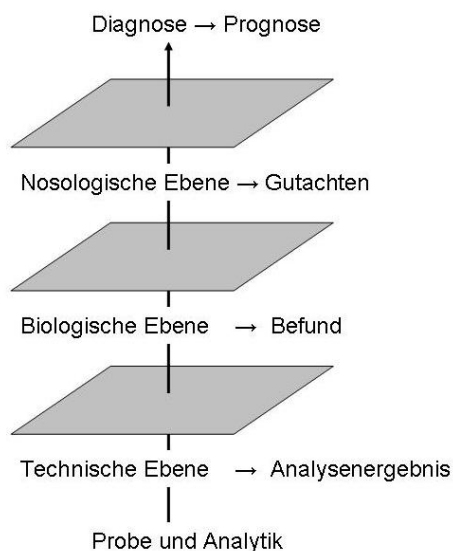 Diagnose → Prognose
Nosologische Ebene → Gutachten
Biologische Ebene → Befund
Technische Ebene → Analysenergebnis
Probe und Analytik